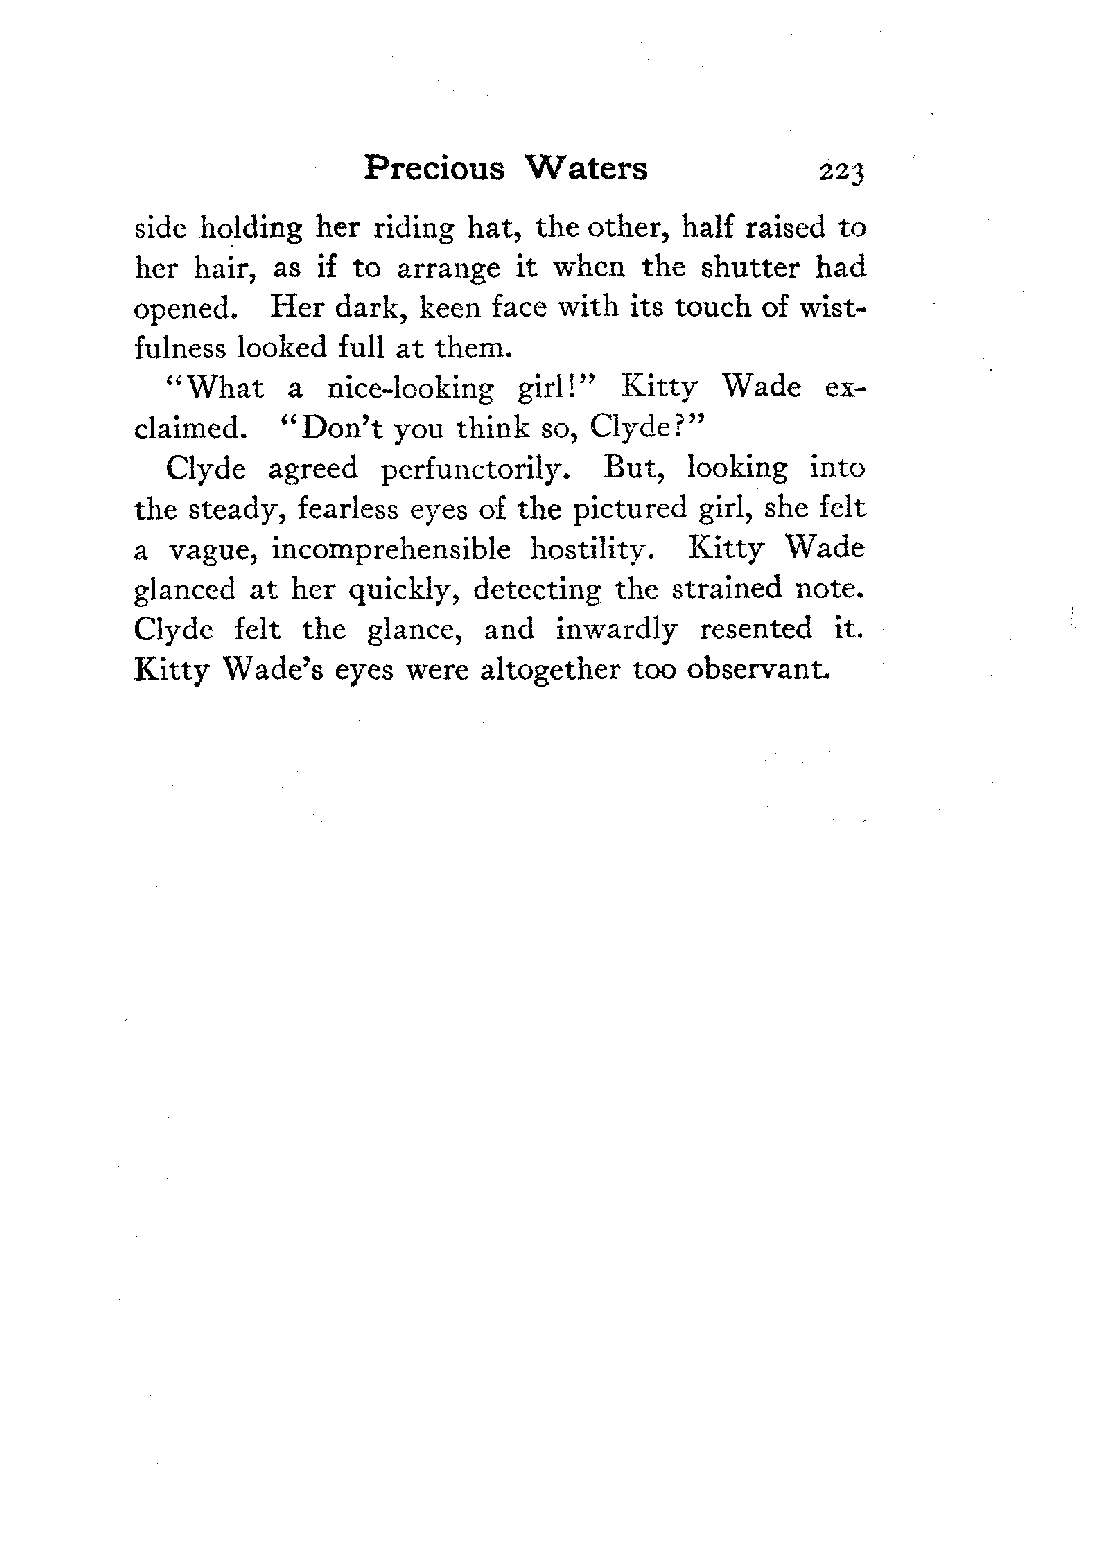 Precious Waters 223
side holding her riding hat, the other, half raised to
her hair, as if to arrange it when the shutter had
opened. Her dark, keen face with its touch of wist-
fulness looked full at them.
"What a nice-looking girl!" Kitty Wade ex-
claimed. "Don't you think so, Clyde?"
Clyde agreed perfunctorily. But, looking into
the steady, fearless eyes of the pictured girl, she felt
a vague, incomprehensible hostility. Kitty Wade
glanced at her quickly, detecting the strained note.
Clyde felt the glance, and inwardly resented it.
Kitty Wade's eyes were altogether too observant.